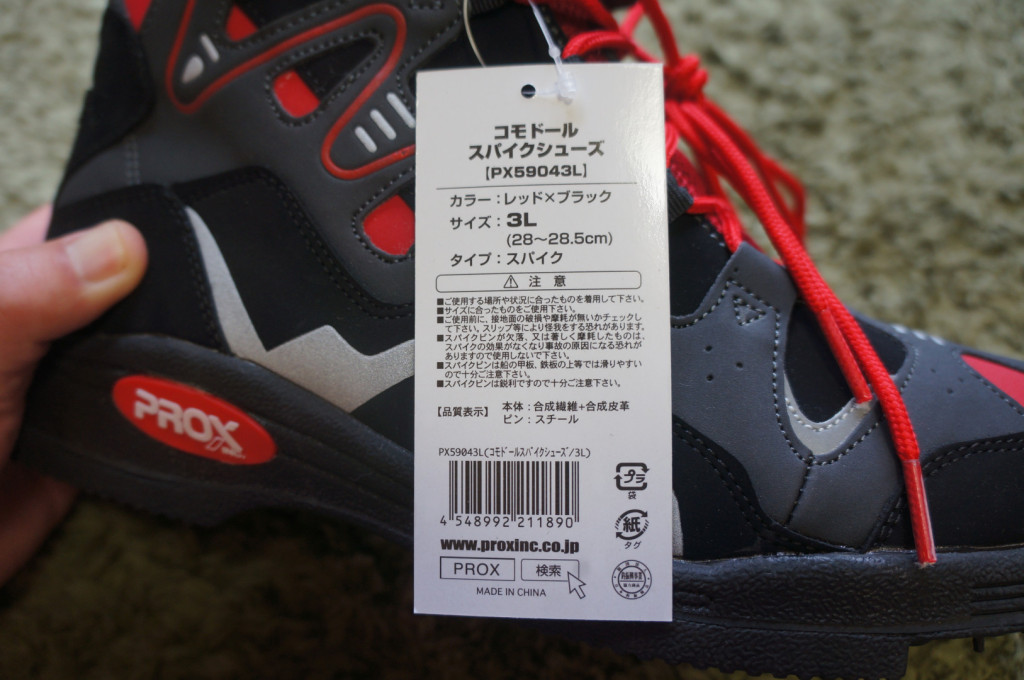 コモドール
スパイクシューズ
【PX59043L】
カラー：レッド×ブラック
サイズ：3L
(28〜28.5cm)
タイプ：スパイク
⚠ 注 意
■ご使用する場所や状況に合ったものを着用して下さい。
■サイズに合ったものをご使用下さい。
■ご使用前に、接地面の破損や摩耗が無いかチェックし
て下さい。スリップ等により怪我をする恐れがあります。
■スパイクピンが欠落、又は著しく摩耗したものは、
スパイクの効果がなくなり事故の原因になる恐れが
ありますので使用しないで下さい。
■スパイクピンは船の甲板、鉄板の上等では滑りやすい
ので十分ご注意下さい。
■スパイクピンは鋭利ですので十分ご注意下さい。
【品質表示】 本体：合成繊維+合成皮革
ピン：スチール
PX59043L(ｺﾓﾄﾞｰﾙｽﾊﾟｲｸｼｭｰｽﾞ/3L)
4 548992 211890
www.proxinc.co.jp
PROX 検索
MADE IN CHINA
プラ
袋
紙
タグ
PROX